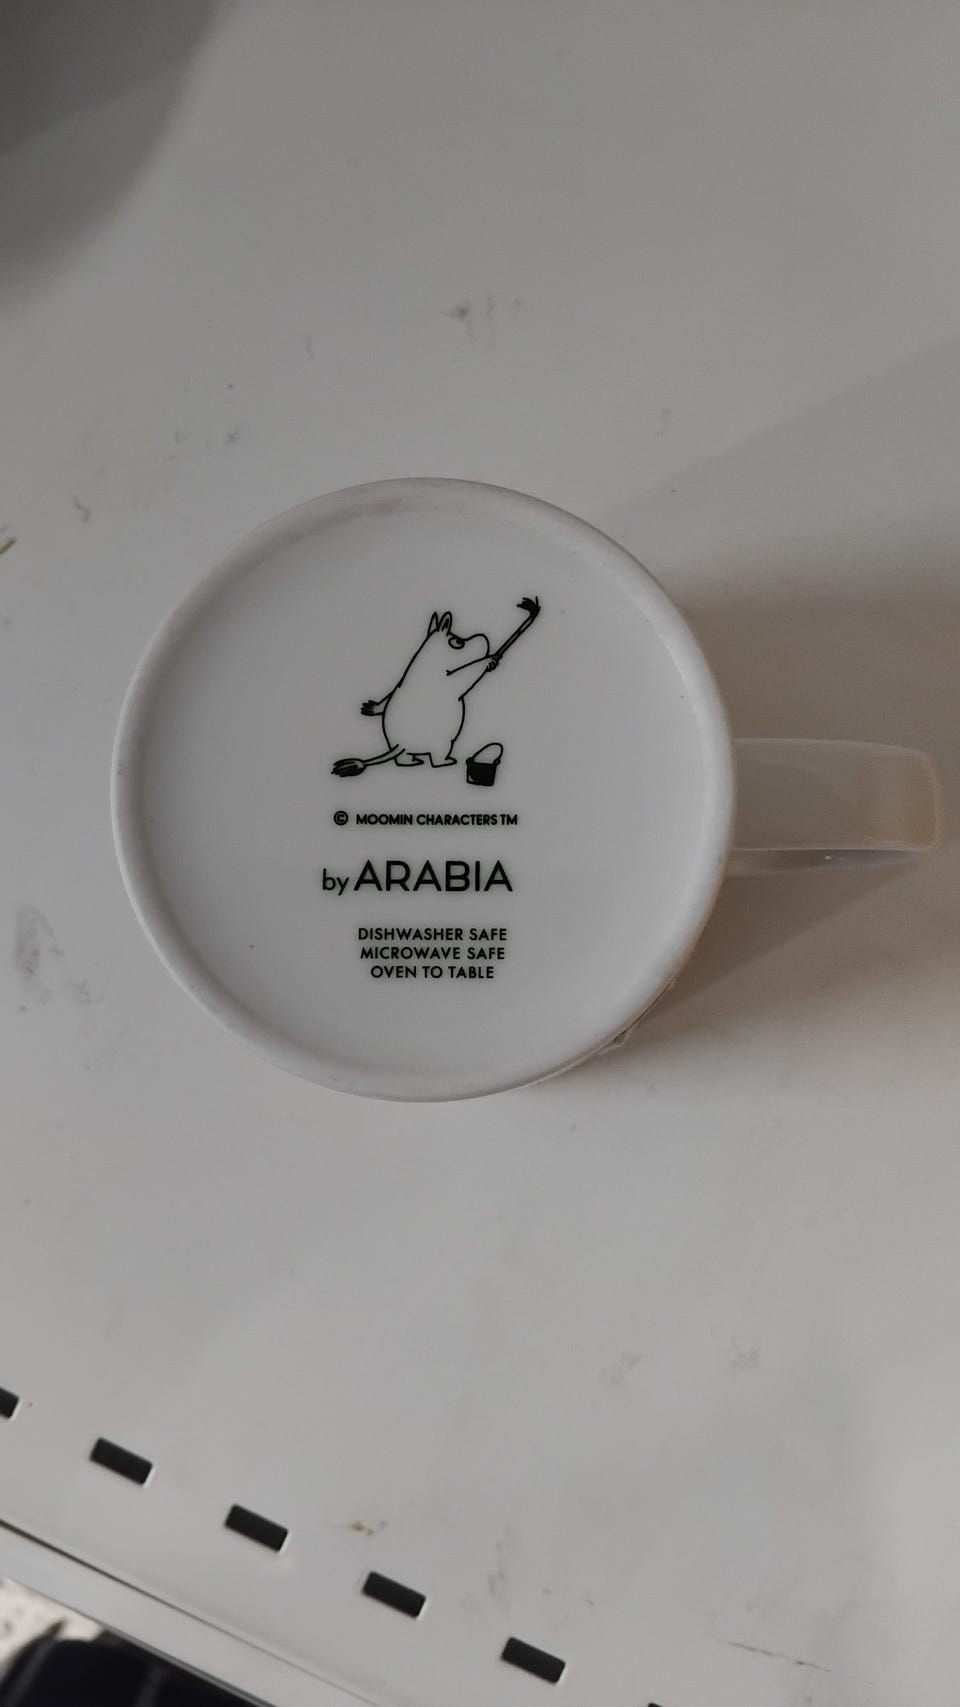 © MOOMIN CHARACTERS TM
by ARABIA
DISHWASHER SAFE
MICROWAVE SAFE
OVEN TO TABLE